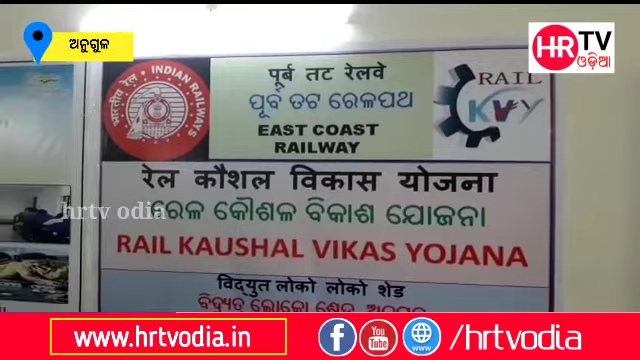 ଅନୁଗୁଳ
HR TV
ଓଡ଼ିଆ
भारतीय रेल
INDIAN RAILWAYS
पूर्व तट रेलवे
ପୂର୍ବ ତଟ ରେଳପଥ
EAST COAST
RAILWAY
RAIL
KVY
रेल कौशल विकास योजना
ରେଳ କୌଶଳ ବିକାଶ ଯୋଜନା
hrtv odia
RAIL KAUSHAL VIKAS YOJANA
विद्युत लोको लोको शेड
ବିଦ୍ୟୁତ ଲୋକୋ ଶେଡ
www.hrtvodia.in
f
You Tube
/hrtvodia